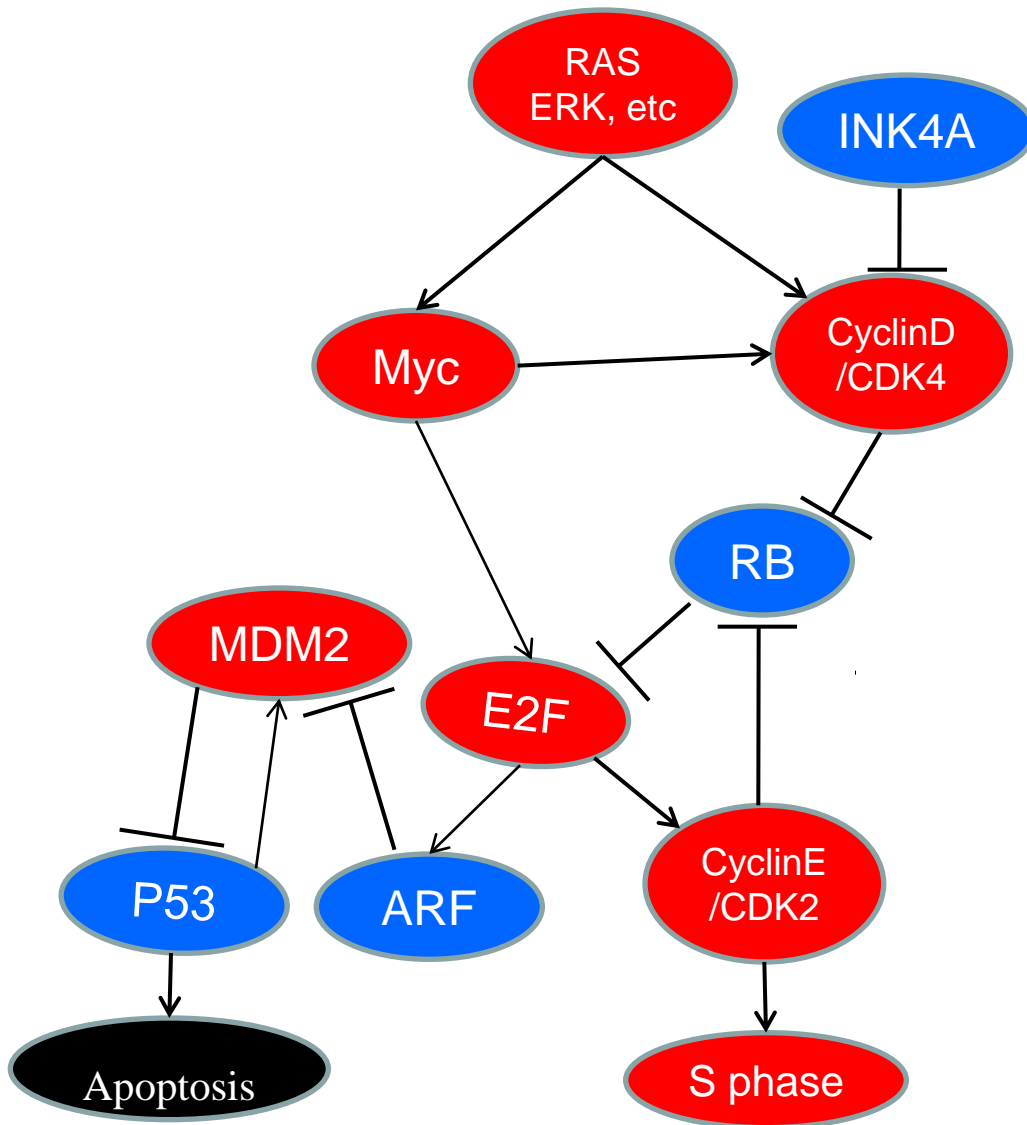 RAS
ERK, etc
INK4A
CyclinD
/CDK4
Myc
RB
MDM2
E2F
CyclinE
/CDK2
P53
ARF
Apoptosis
S phase